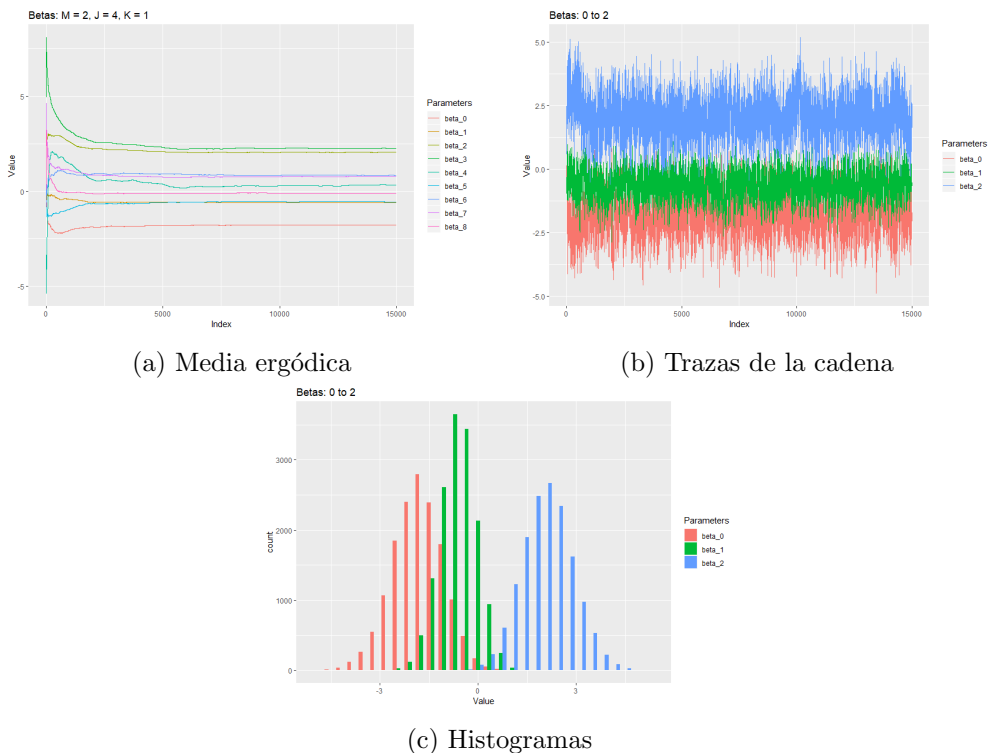 Betas: M = 2, J = 4, K = 1
Value
5
0
-5
0
5000
10000
15000
Index
Parameters
beta_0
beta_1
beta_2
beta_3
beta_4
beta_5
beta_6
beta_7
beta_8
(a) Media ergódica
Betas: 0 to 2
Value
5.0
2.5
0.0
-2.5
-5.0
0
5000
10000
15000
Index
Parameters
beta_0
beta_1
beta_2
(b) Trazas de la cadena
Betas: 0 to 2
count
3000
2000
1000
0
-3
0
3
Value
Parameters
beta_0
beta_1
beta_2
(c) Histogramas